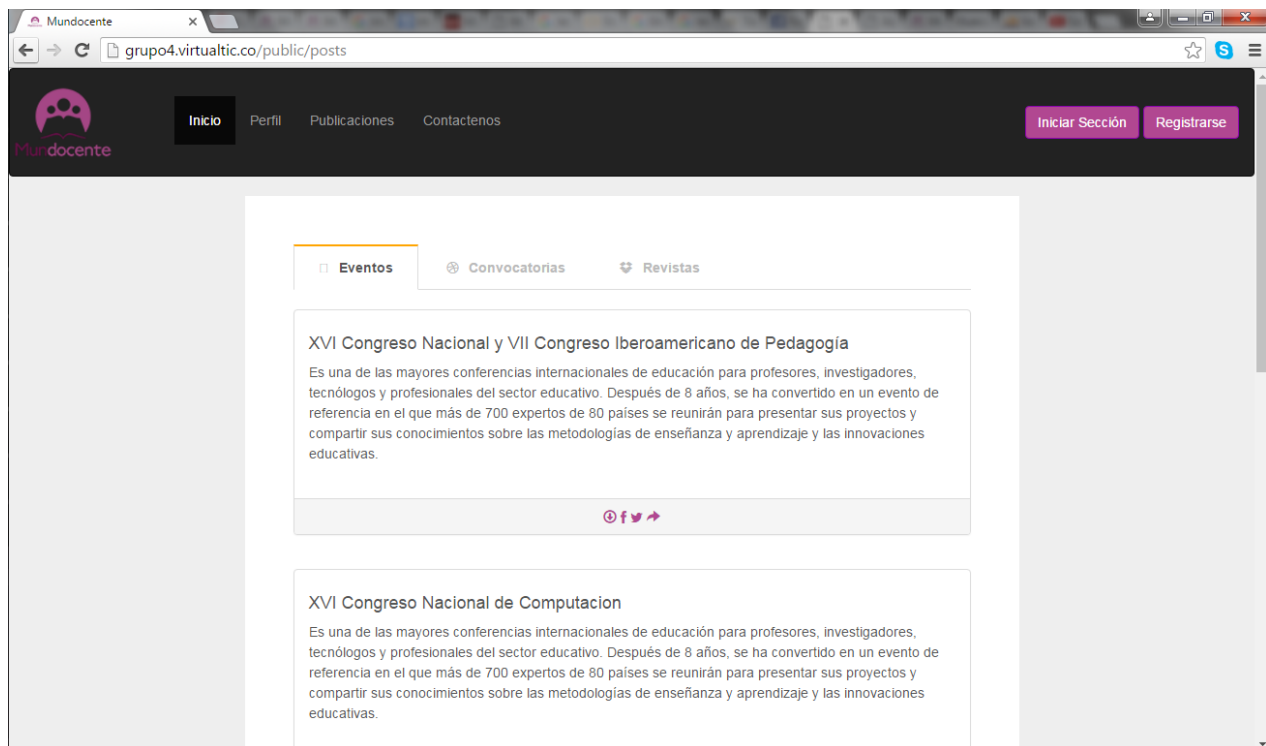 Mundocente
grupo4.virtualtic.co/public/posts
Mundocente
Inicio Perfil Publicaciones Contactenos
Iniciar Sección Registrarse
Eventos Convocatorias Revistas
XVI Congreso Nacional y VII Congreso Iberoamericano de Pedagogía
Es una de las mayores conferencias internacionales de educación para profesores, investigadores,
tecnólogos y profesionales del sector educativo. Después de 8 años, se ha convertido en un evento de
referencia en el que más de 700 expertos de 80 países se reunirán para presentar sus proyectos y
compartir sus conocimientos sobre las metodologías de enseñanza y aprendizaje y las innovaciones
educativas.
XVI Congreso Nacional de Computacion
Es una de las mayores conferencias internacionales de educación para profesores, investigadores,
tecnólogos y profesionales del sector educativo. Después de 8 años, se ha convertido en un evento de
referencia en el que más de 700 expertos de 80 países se reunirán para presentar sus proyectos y
compartir sus conocimientos sobre las metodologías de enseñanza y aprendizaje y las innovaciones
educativas.